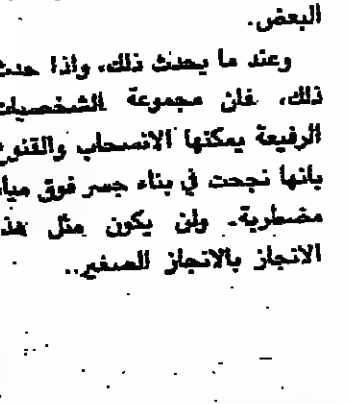 البعض.
وعند ما يحدث ذلك، واذا حدث
ذلك، فان مجموعة الشخصيات
الرفيعة يمكنها الانسحاب والقنوع
بانها نجحت في بناء جسر فوق مياه
مضطربة. ولن يكون مثل هذ
الانجاز بالانجاز الصغير..